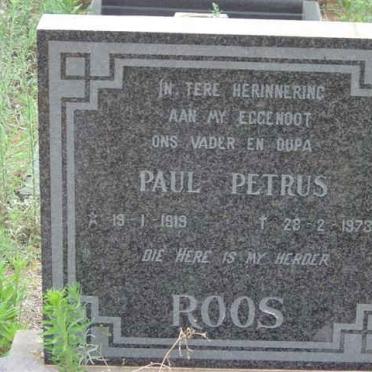 IN TERE HERINNERING
AAN MY EGGENOOT
ONS VADER EN OUPA
PAUL PETRUS
* 19-1-1919 † 28-2-1973
DIE HERE IS MY HERDER
ROOS